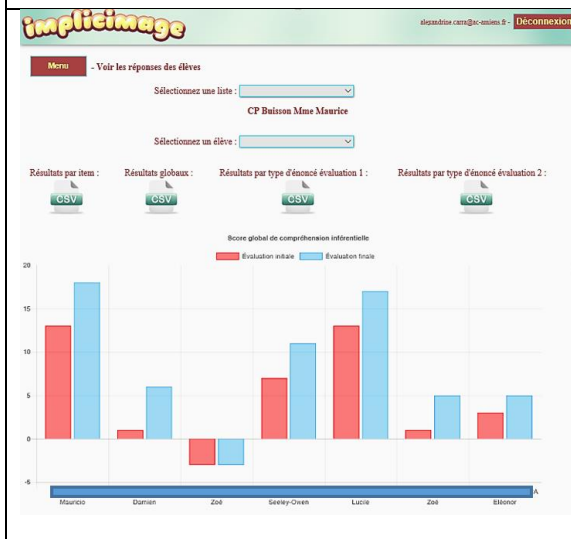 implicimage
alexandrine.carra@ac-amiens.fr - Déconnexion
Menu - Voir les réponses des élèves
Sélectionnez une liste :
CP Buisson Mme Maurice
Sélectionnez un élève :
Résultats par item : Résultats globaux : Résultats par type d'énoncé évaluation 1 : Résultats par type d'énoncé évaluation 2 :
CSV CSV CSV CSV
Score global de compréhension inférentielle
Évaluation initiale Évaluation finale
20
15
10
5
0
-5
A
Mauricio Damien Zoé Seeley-Owen Lucile Zoé Eléonor